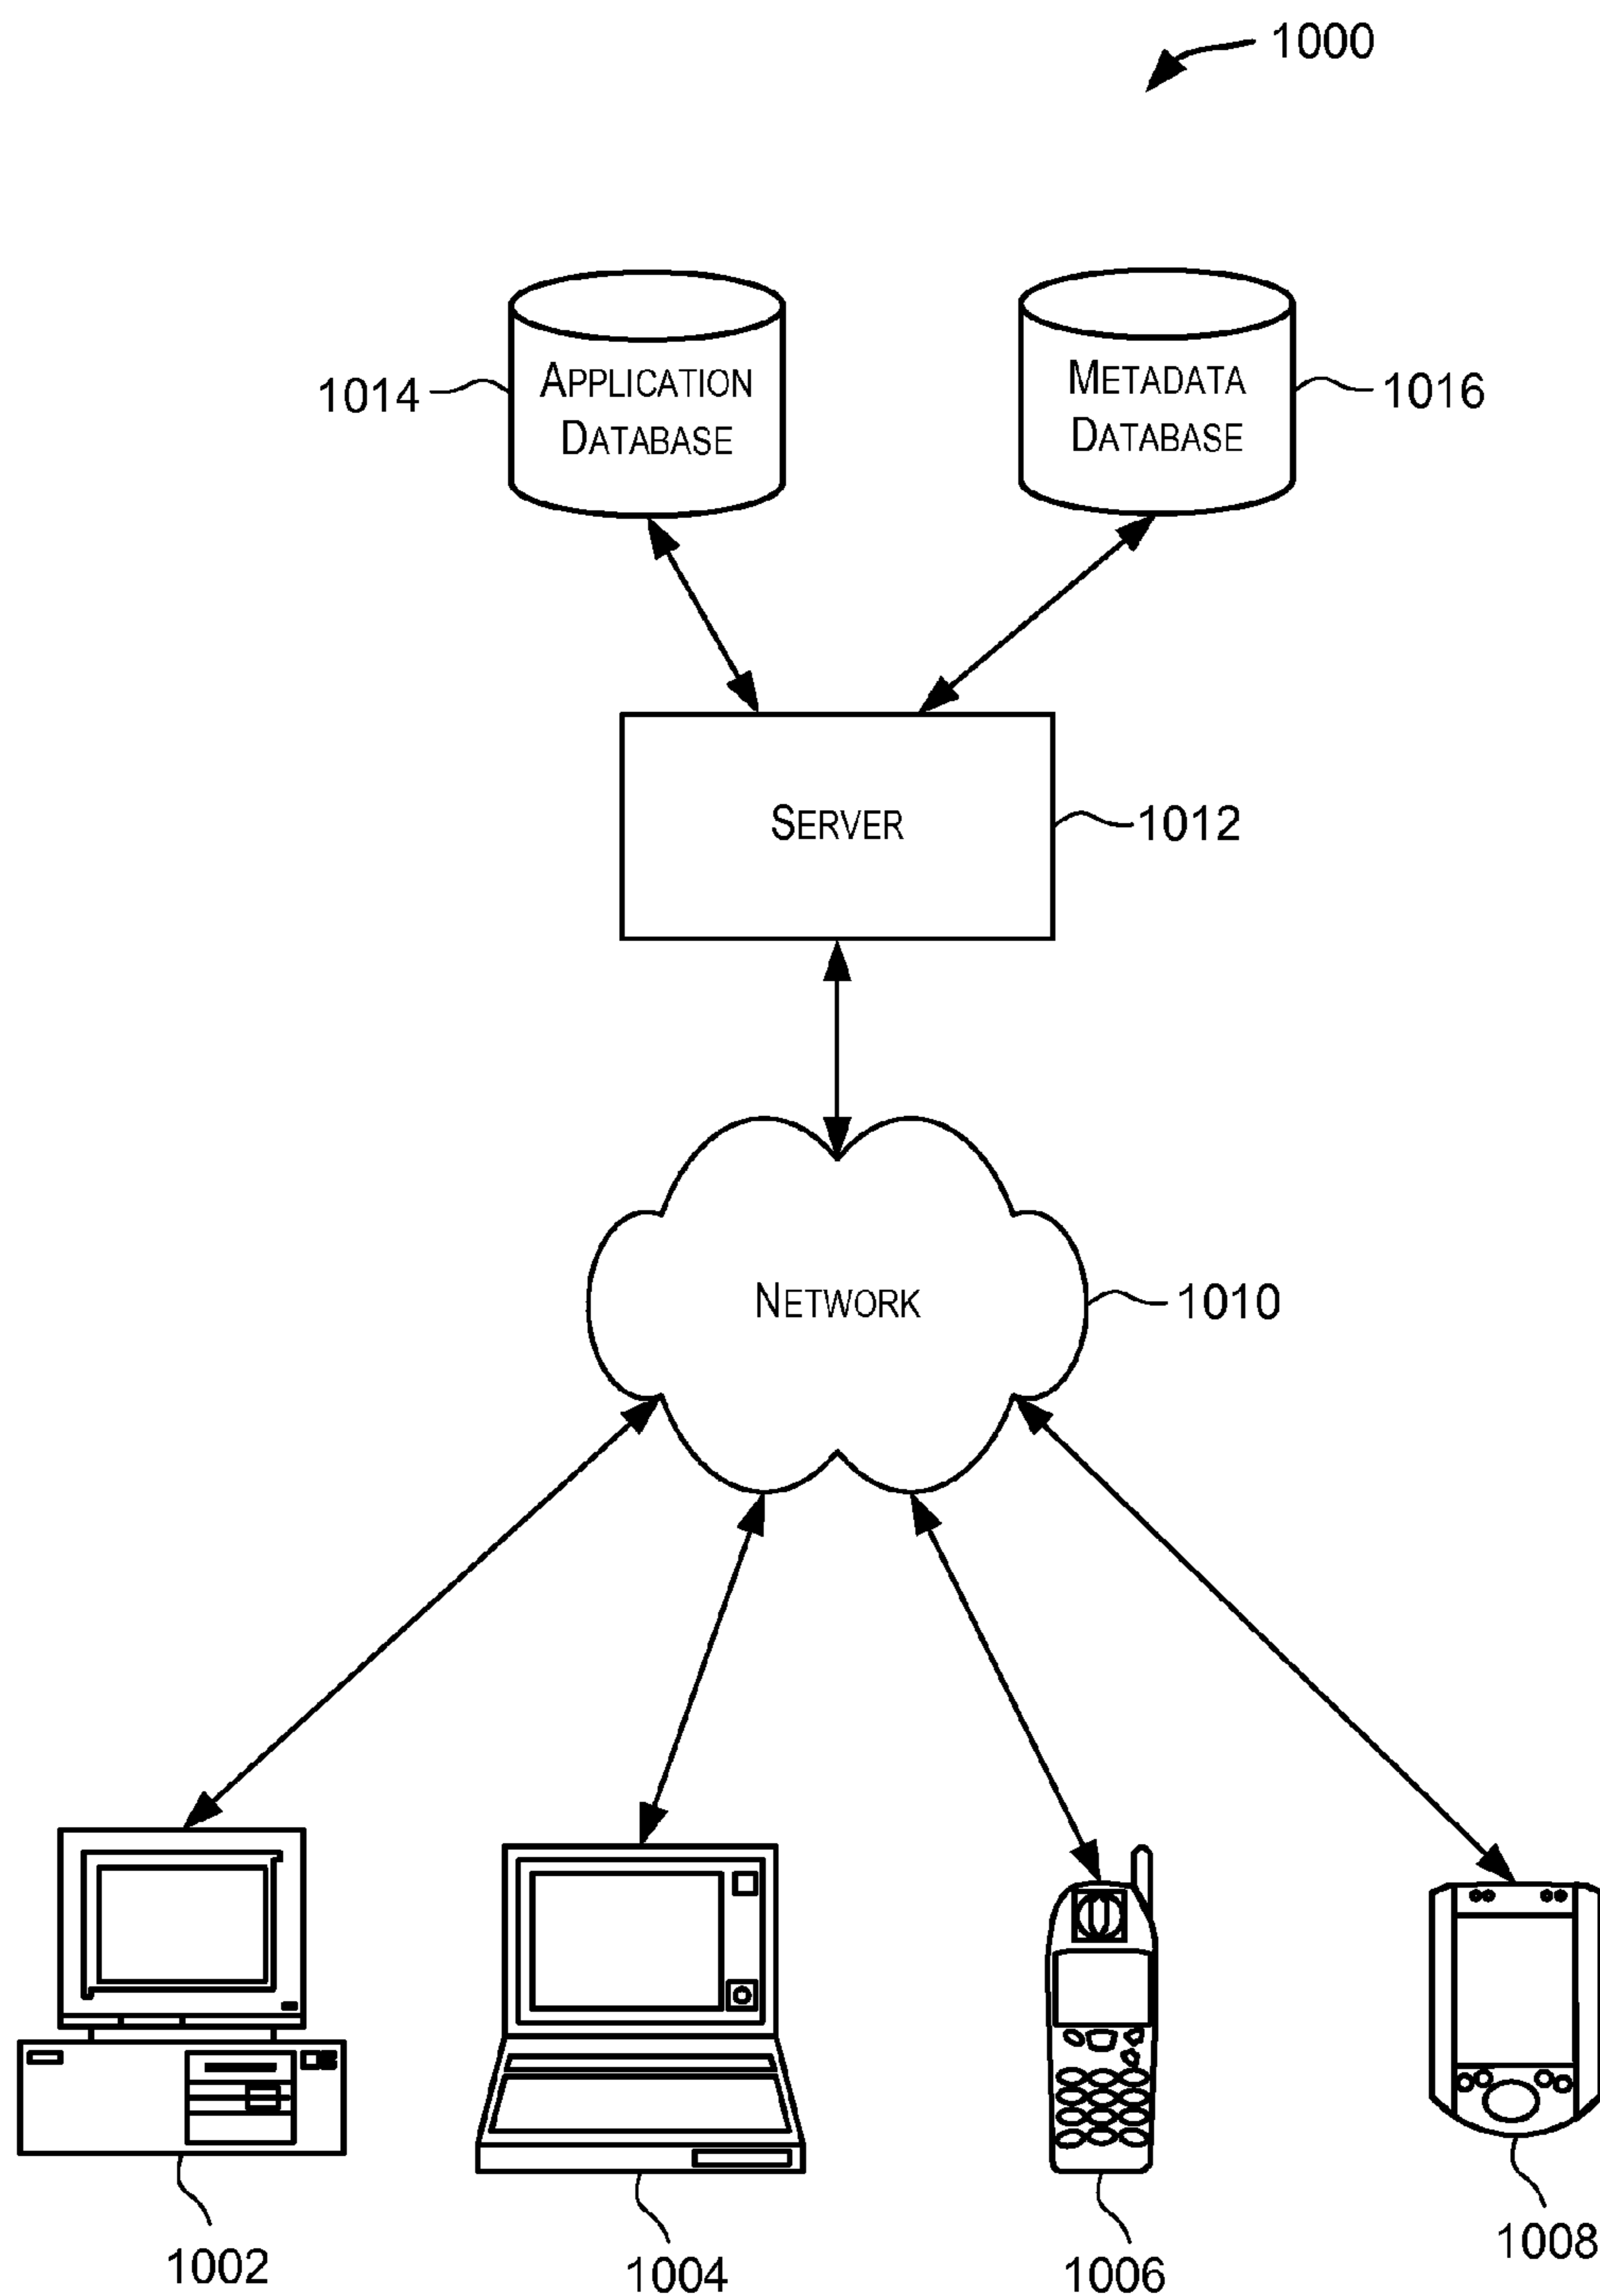 1000
APPLICATION
DATABASE
1014
METADATA
DATABASE
1016
SERVER
1012
NETWORK
1010
1002
1004
1006
1008